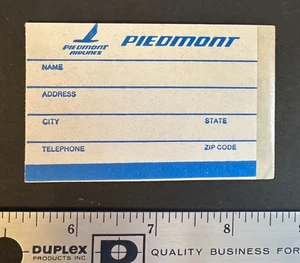 PIEDMONT
AIRLINES
PIEDMONT
NAME
ADDRESS
CITY STATE
TELEPHONE ZIP CODE
6 7 8
DUPLEX
PRODUCTS INC
D
QUALITY BUSINESS FOR